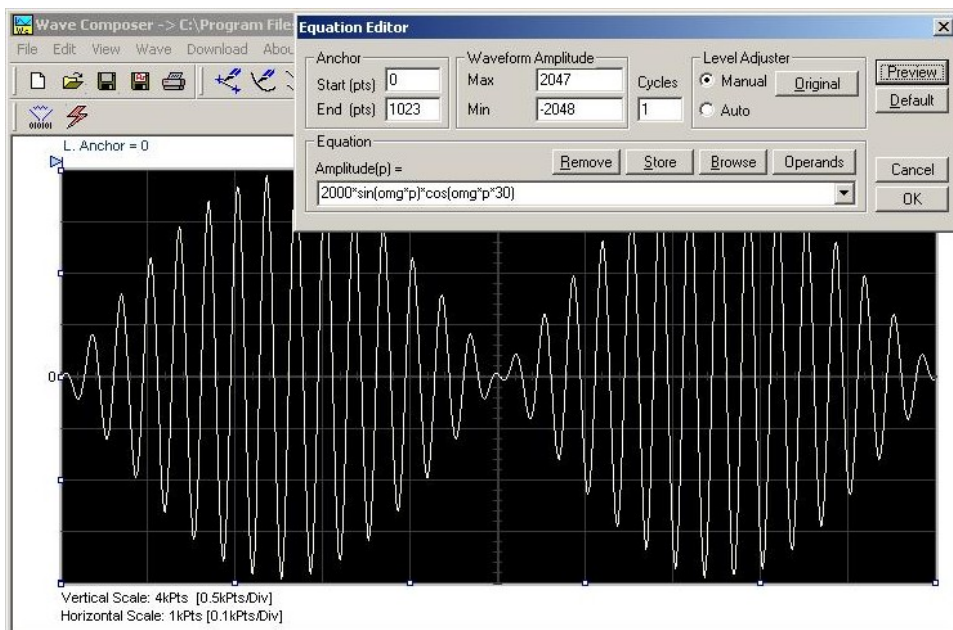 Wave Composer -> C:\Program File
File Edit View Wave Download Abou
L. Anchor = 0
0
Vertical Scale: 4kPts [0.5kPts/Div]
Horizontal Scale: 1kPts [0.1kPts/Div]
Equation Editor
Anchor
Start (pts) 0
End (pts) 1023
Waveform Amplitude
Max 2047
Min -2048
Cycles
1
Level Adjuster
Manual Original
Auto
Preview
Default
Equation
Amplitude(p) =
Remove Store Browse Operands
2000*sin(omg*p)*cos(omg*p*30)
Cancel
OK